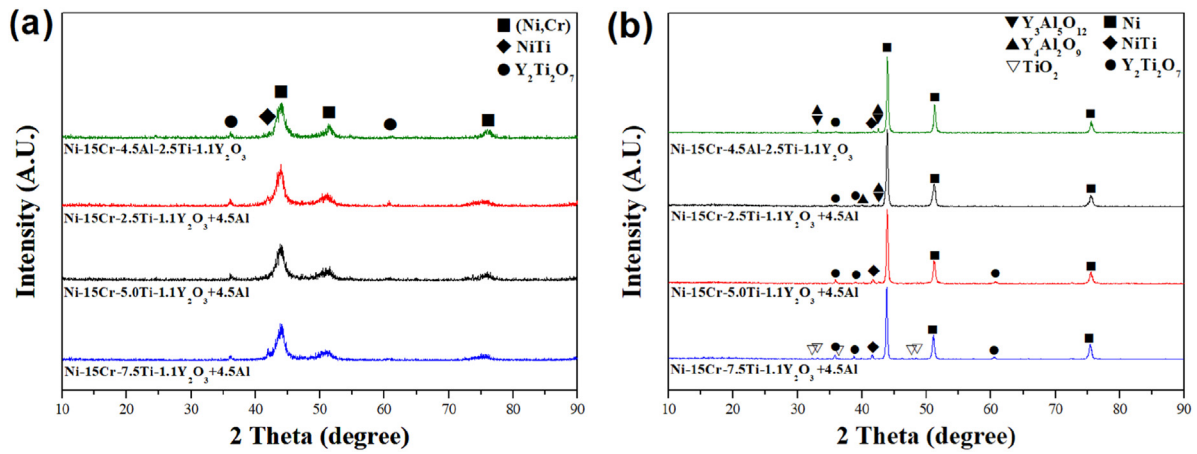 (a)
(Ni,Cr)
NiTi
Y2Ti2O7
Ni-15Cr-4.5Al-2.5Ti-1.1Y2O3
Ni-15Cr-2.5Ti-1.1Y2O3+4.5Al
Ni-15Cr-5.0Ti-1.1Y2O3+4.5Al
Ni-15Cr-7.5Ti-1.1Y2O3+4.5Al
Intensity (A.U.)
10 20 30 40 50 60 70 80 90
2 Theta (degree)
(b)
Y3Al5O12 Ni
Y4Al2O9 NiTi
TiO2 Y2Ti2O7
Ni-15Cr-4.5Al-2.5Ti-1.1Y2O3
Ni-15Cr-2.5Ti-1.1Y2O3+4.5Al
Ni-15Cr-5.0Ti-1.1Y2O3+4.5Al
Ni-15Cr-7.5Ti-1.1Y2O3+4.5Al
Intensity (A.U.)
10 20 30 40 50 60 70 80 90
2 Theta (degree)